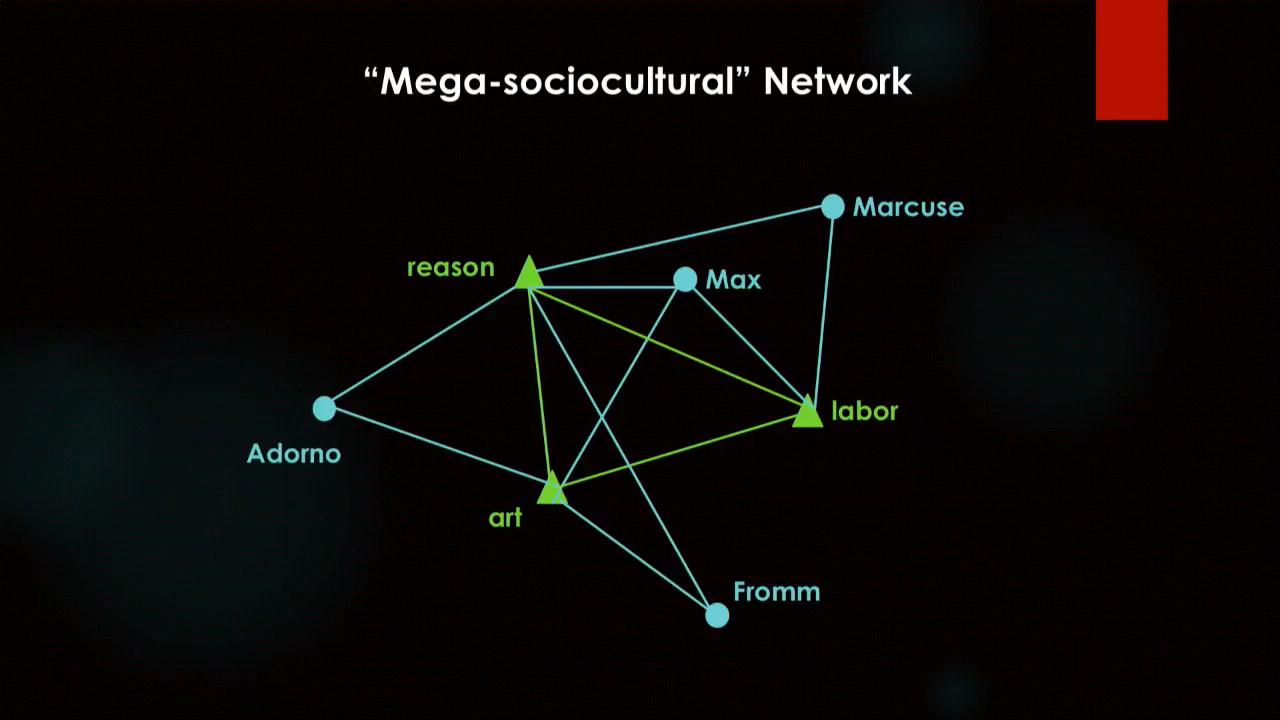 “Mega-sociocultural” Network
Marcuse
reason
Max
labor
Adorno
art
Fromm